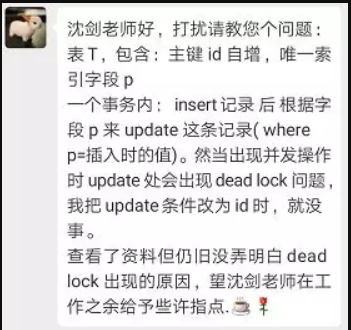 沈剑老师好，打扰请教您个问题：
表 T，包含：主键 id 自增，唯一索
引字段 p
一个事务内： insert 记录 后 根据字
段 p 来 update 这条记录( where
p=插入时的值)。然当出现并发操作
时 update 处会出现 dead lock 问题，
我把 update 条件改为 id 时，就没
事。
查看了资料但仍旧没弄明白 dead
lock 出现的原因，望沈剑老师在工
作之余给予些许指点.☕🌹